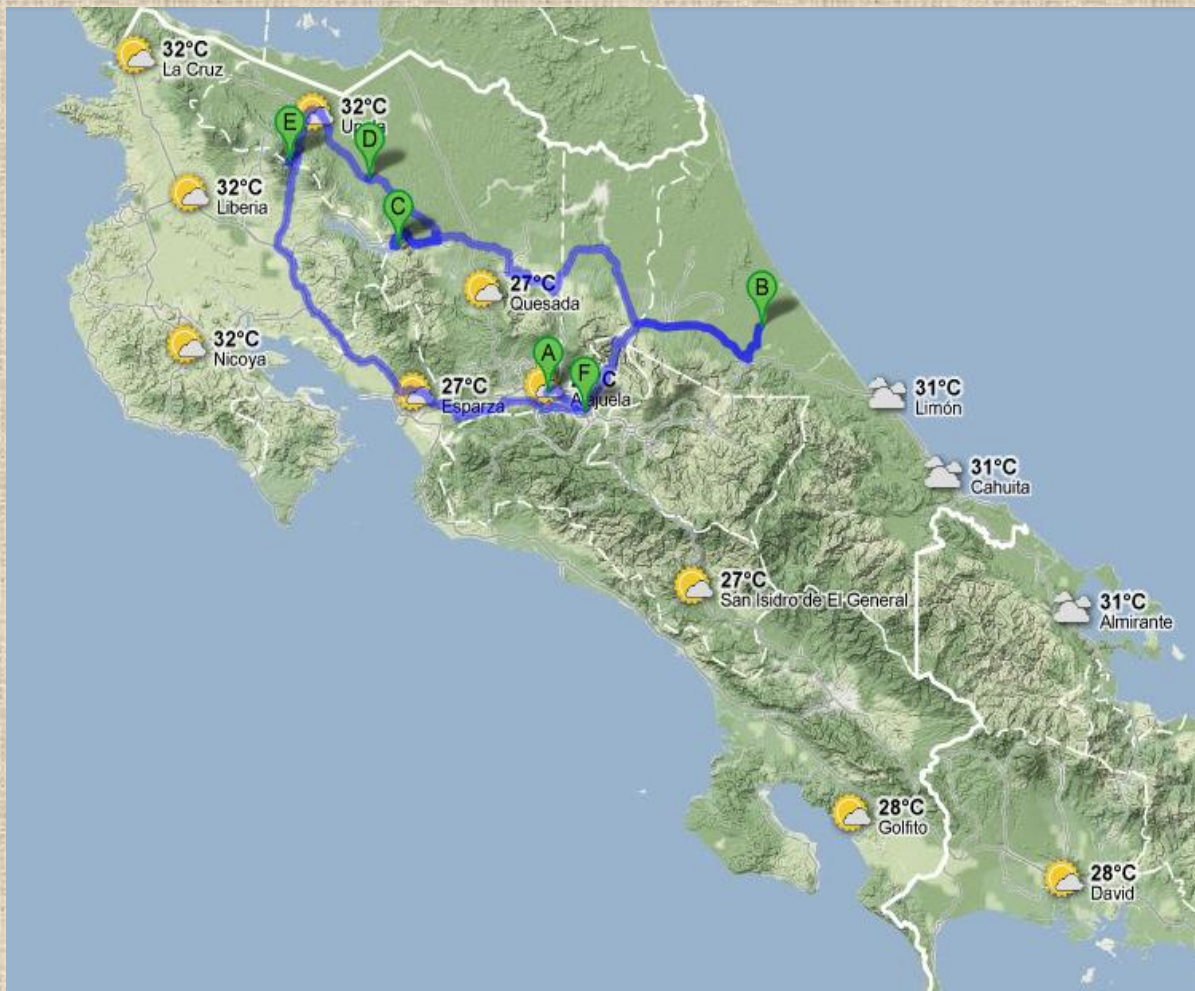 32°C
La Cruz
E
32°C
D
32°C
Liberia
C
27°C
Quesada
B
32°C
Nicoya
A
F
27°C
Esparza
Alajuela
31°C
Limón
31°C
Cahuita
27°C
San Isidro de El General
31°C
Almirante
28°C
Golfito
28°C
David